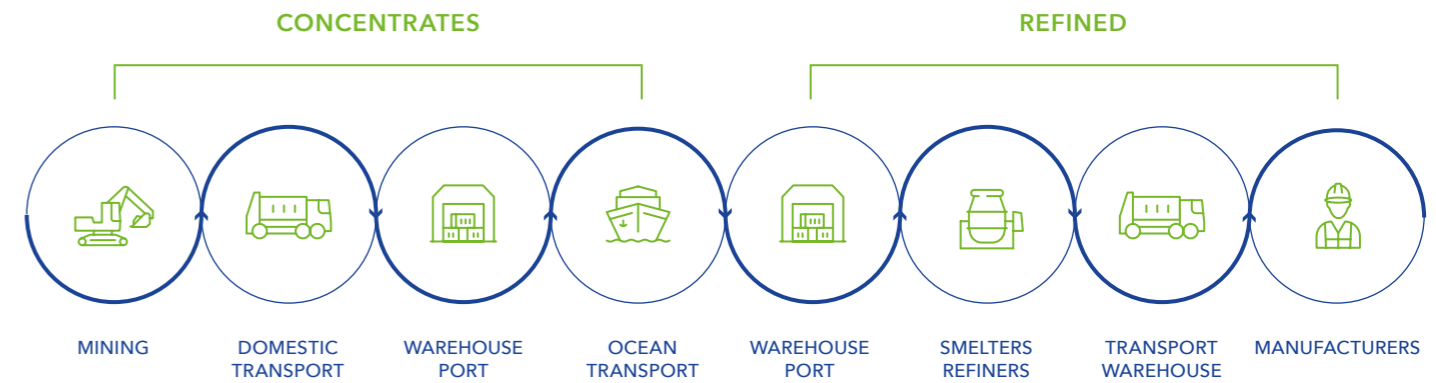 CONCENTRATES
REFINED
MINING
DOMESTIC
TRANSPORT
WAREHOUSE
PORT
OCEAN
TRANSPORT
WAREHOUSE
PORT
SMELTERS
REFINERS
TRANSPORT
WAREHOUSE
MANUFACTURERS